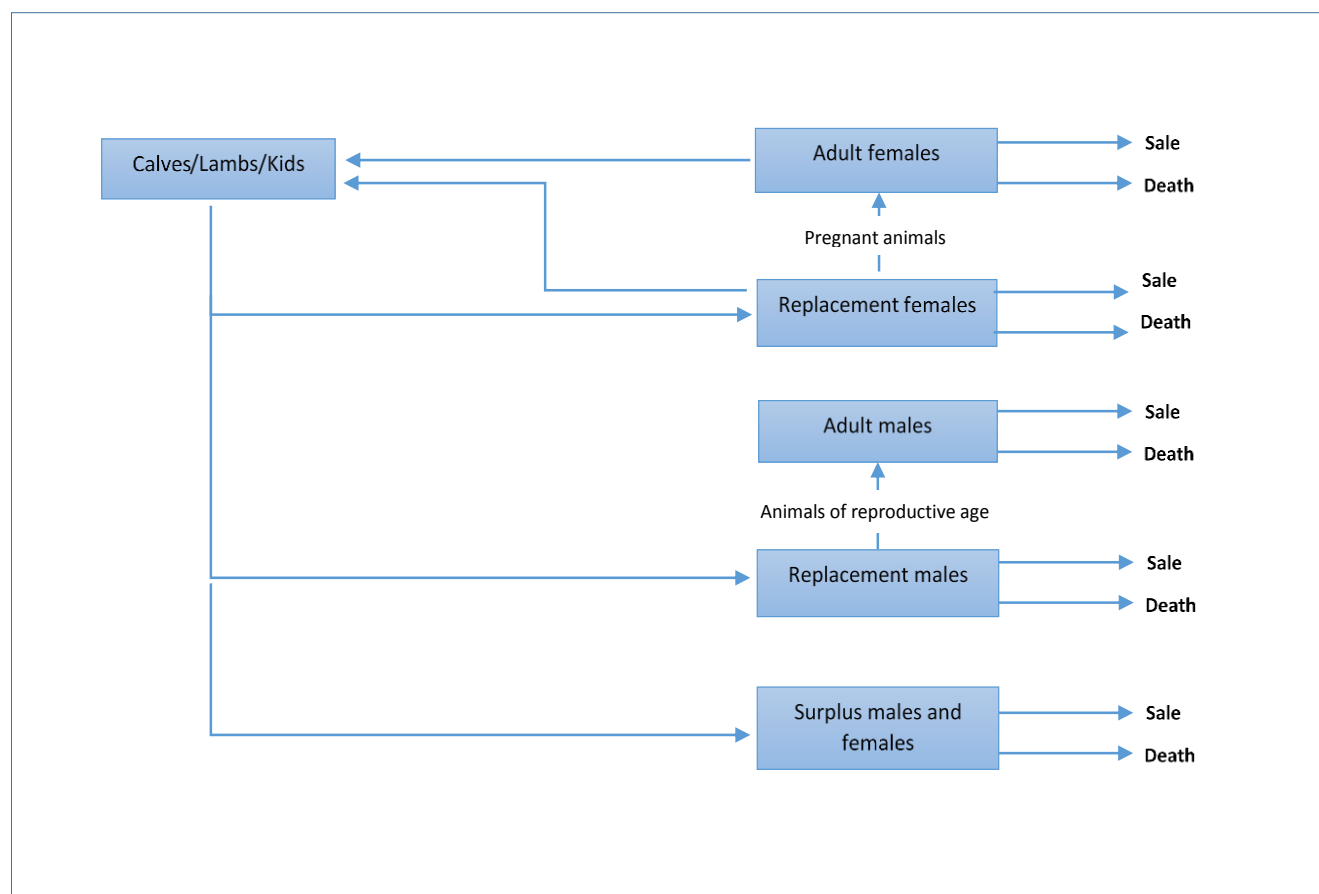 Calves/Lambs/Kids
Adult females
Sale
Death
Pregnant animals
Replacement females
Sale
Death
Adult males
Sale
Death
Animals of reproductive age
Replacement males
Sale
Death
Surplus males and
females
Sale
Death